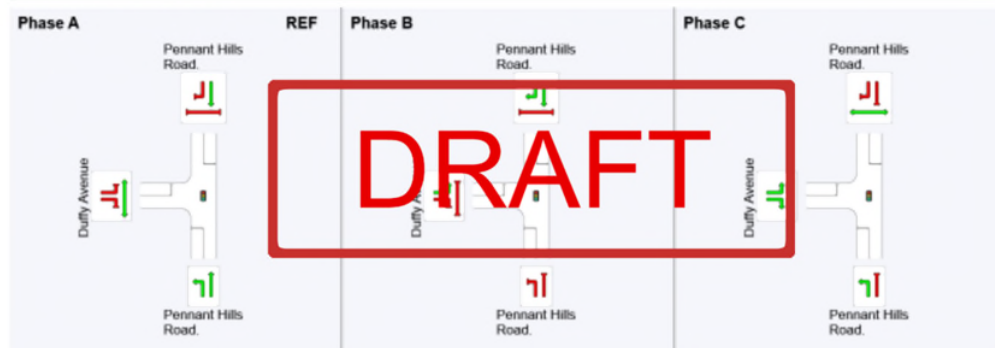 Phase A
REF
Pennant Hills
Road.
Duffy Avenue
Pennant Hills
Road.
Phase B
Pennant Hills
Road.
Avenue
Pennant Hills
Road.
Phase C
Pennant Hills
Road.
Duffy Avenue
Pennant Hills
Road.
DRAFT